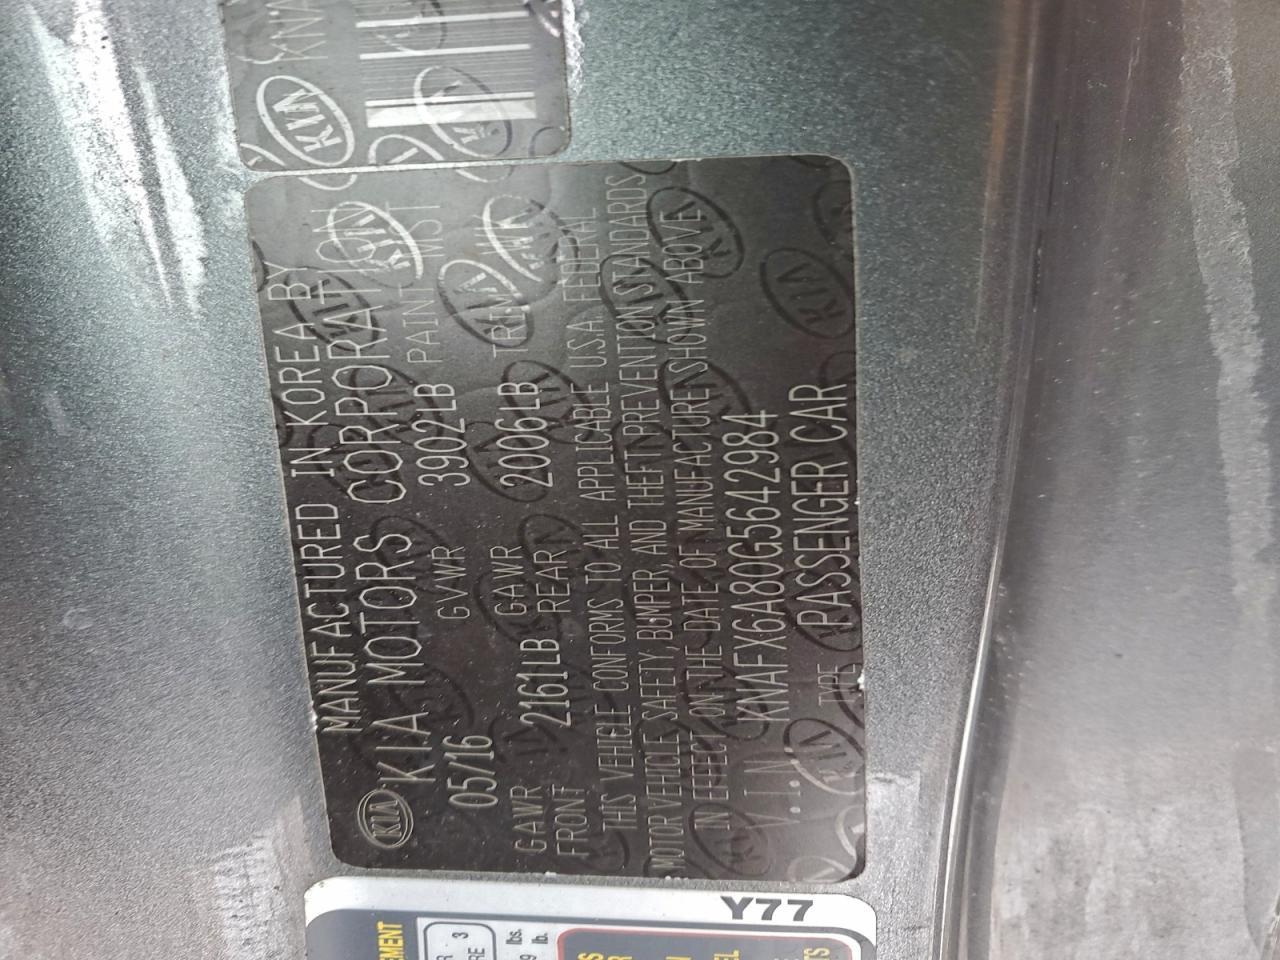 KIA
MANUFACTURED IN KOREA BY
KIA MOTORS CORPORATION
05/16 GVWR 3902LB PAINT M5T
GAWR FRONT 2161LB GAWR REAR 2006LB TRIM
THIS VEHICLE CONFORMS TO ALL APPLICABLE U.S.A FEDERAL
MOTOR VEHICLE SAFETY, BUMPER, AND THEFT PREVENTION STANDARDS
IN EFFECT ON THE DATE OF MANUFACTURE SHOWN ABOVE
V.I.N KNAFX6A80G5642984
TYPE PASSENGER CAR
Y77